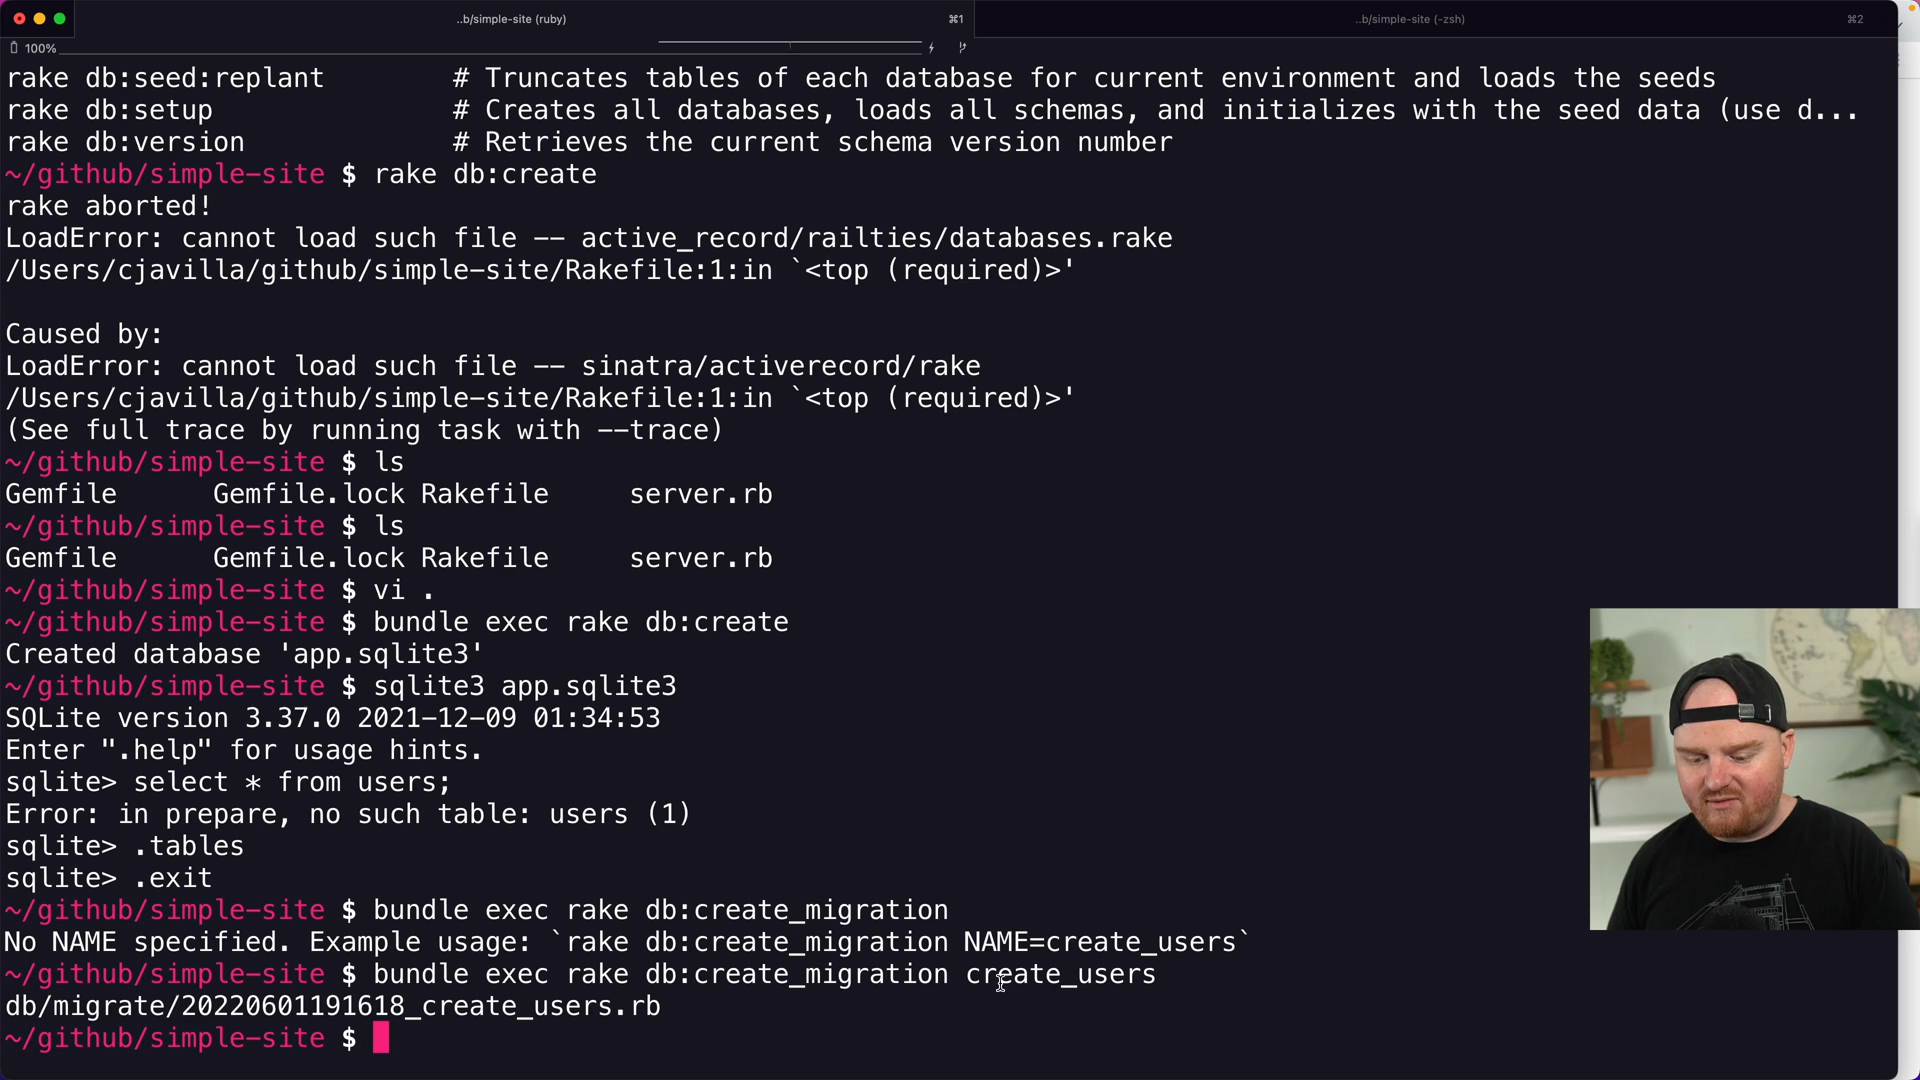 ..b/simple-site (ruby) ⌘1 ..b/simple-site (-zsh) ⌘2
100%
rake db:seed:replant # Truncates tables of each database for current environment and loads the seeds
rake db:setup # Creates all databases, loads all schemas, and initializes with the seed data (use d...
rake db:version # Retrieves the current schema version number
~/github/simple-site $ rake db:create
rake aborted!
LoadError: cannot load such file -- active_record/railties/databases.rake
/Users/cjavilla/github/simple-site/Rakefile:1:in `<top (required)>'
Caused by:
LoadError: cannot load such file -- sinatra/activerecord/rake
/Users/cjavilla/github/simple-site/Rakefile:1:in `<top (required)>'
(See full trace by running task with --trace)
~/github/simple-site $ ls
Gemfile Gemfile.lock Rakefile server.rb
~/github/simple-site $ ls
Gemfile Gemfile.lock Rakefile server.rb
~/github/simple-site $ vi .
~/github/simple-site $ bundle exec rake db:create
Created database 'app.sqlite3'
~/github/simple-site $ sqlite3 app.sqlite3
SQLite version 3.37.0 2021-12-09 01:34:53
Enter ".help" for usage hints.
sqlite> select * from users;
Error: in prepare, no such table: users (1)
sqlite> .tables
sqlite> .exit
~/github/simple-site $ bundle exec rake db:create_migration
No NAME specified. Example usage: `rake db:create_migration NAME=create_users`
~/github/simple-site $ bundle exec rake db:create_migration create_users
db/migrate/20220601191618_create_users.rb
~/github/simple-site $